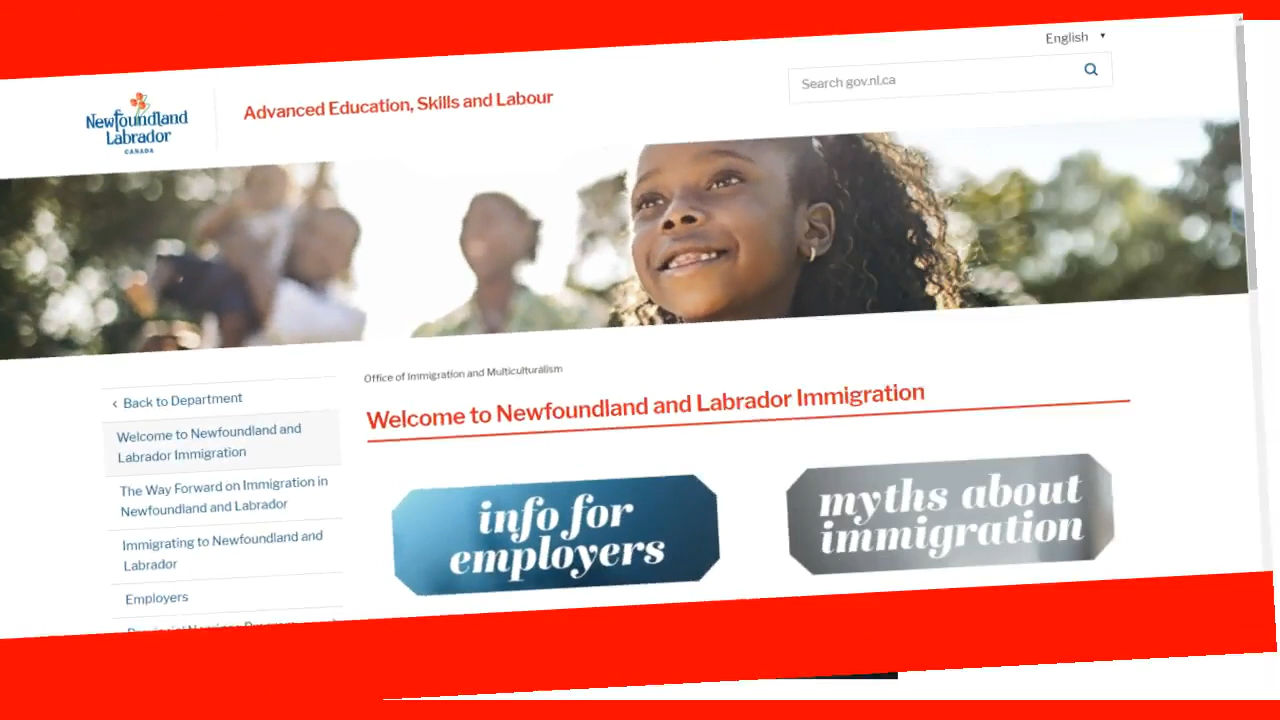 English
Search gov.nl.ca
Newfoundland
Labrador
CANADA
Advanced Education, Skills and Labour
Office of Immigration and Multiculturalism
Welcome to Newfoundland and Labrador Immigration
‹ Back to Department
Welcome to Newfoundland and
Labrador Immigration
The Way Forward on Immigration in
Newfoundland and Labrador
Immigrating to Newfoundland and
Labrador
Employers
info for
employers
myths about
immigration